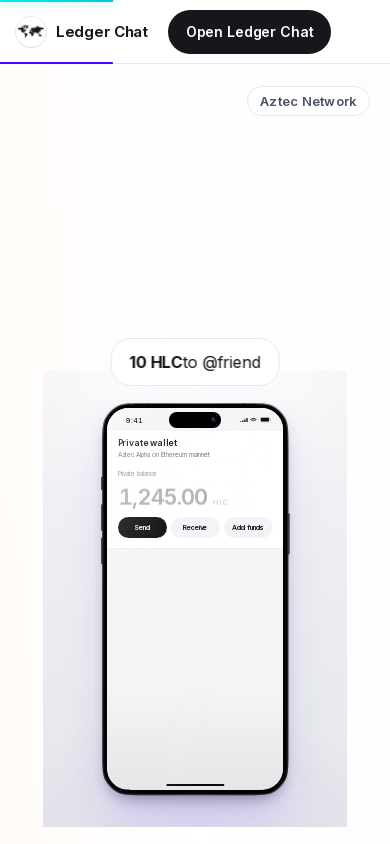 Ledger Chat
Open Ledger Chat
Aztec Network
10 HLCto @friend
9:41
Private wallet
Aztec Alpha on Ethereum mainnet
Private balance
1,245.00 HLC
Send
Receive
Add funds